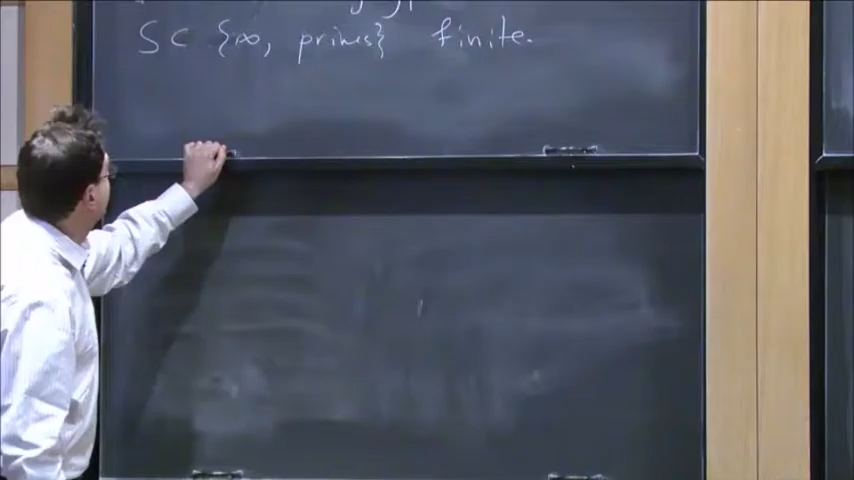 S ⊂ {∞, primes} finite.